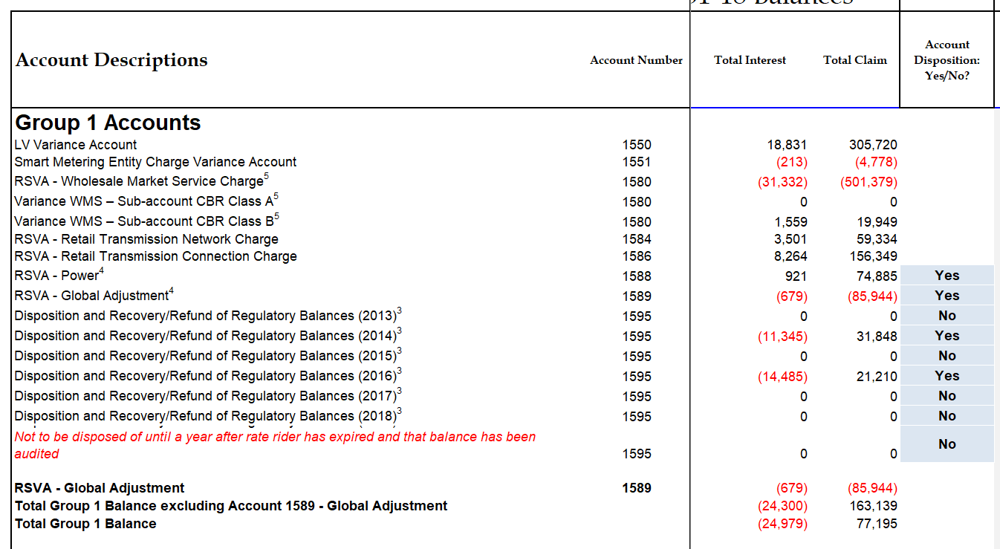 Balances
Account Descriptions Account Number Total Interest Total Claim Account Disposition: Yes/No?
Group 1 Accounts
LV Variance Account 1550 18,831 305,720
Smart Metering Entity Charge Variance Account 1551 (213) (4,778)
RSVA - Wholesale Market Service Charge5 1580 (31,332) (501,379)
Variance WMS – Sub-account CBR Class A5 1580 0 0
Variance WMS – Sub-account CBR Class B5 1580 1,559 19,949
RSVA - Retail Transmission Network Charge 1584 3,501 59,334
RSVA - Retail Transmission Connection Charge 1586 8,264 156,349
RSVA - Power4 1588 921 74,885 Yes
RSVA - Global Adjustment4 1589 (679) (85,944) Yes
Disposition and Recovery/Refund of Regulatory Balances (2013)3 1595 0 0 No
Disposition and Recovery/Refund of Regulatory Balances (2014)3 1595 (11,345) 31,848 Yes
Disposition and Recovery/Refund of Regulatory Balances (2015)3 1595 0 0 No
Disposition and Recovery/Refund of Regulatory Balances (2016)3 1595 (14,485) 21,210 Yes
Disposition and Recovery/Refund of Regulatory Balances (2017)3 1595 0 0 No
Disposition and Recovery/Refund of Regulatory Balances (2018)3 1595 0 0 No
Not to be disposed of until a year after rate rider has expired and that balance has been
audited 1595 0 0 No
RSVA - Global Adjustment 1589 (679) (85,944)
Total Group 1 Balance excluding Account 1589 - Global Adjustment (24,300) 163,139
Total Group 1 Balance (24,979) 77,195